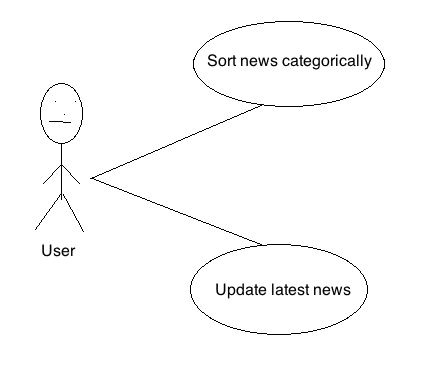 Sort news categorically
User
Update latest news